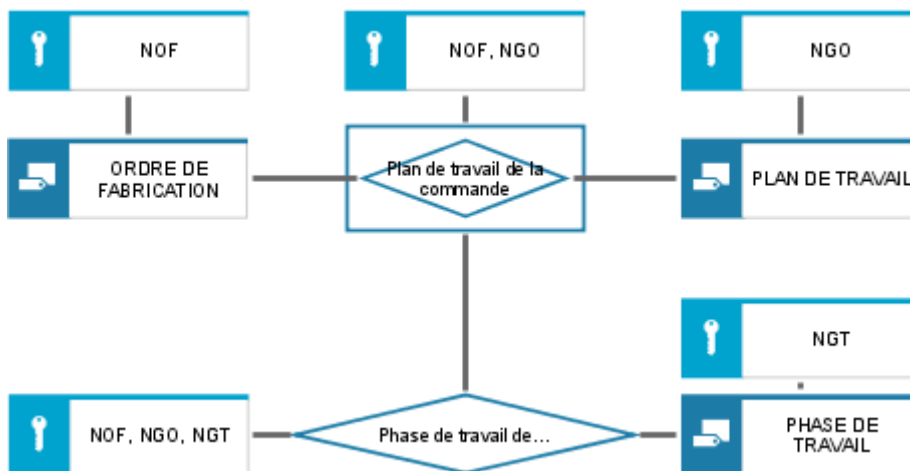 NOF
NOF, NGO
NGO
ORDRE DE
FABRICATION
Plan de travail de la
commande
PLAN DE TRAVAIL
NGT
NOF, NGO, NGT
Phase de travail de...
PHASE DE
TRAVAIL